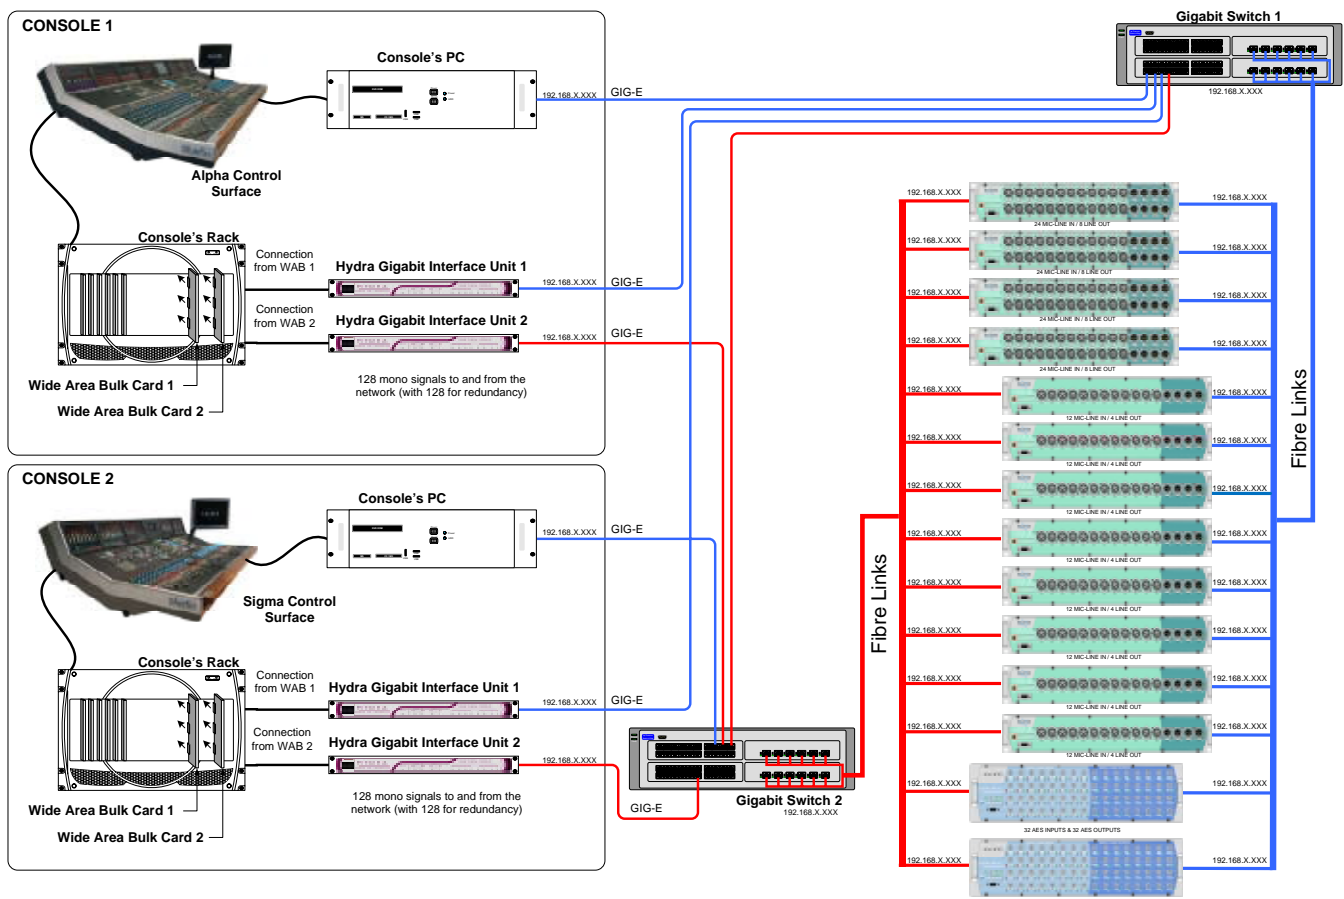 CONSOLE 1
Console's PC
192.168.X.XXX
GIG-E
Alpha Control
Surface
Console's Rack
Connection
from WAB 1
Hydra Gigabit Interface Unit 1
192.168.X.XXX
GIG-E
Connection
from WAB 2
Hydra Gigabit Interface Unit 2
192.168.X.XXX
GIG-E
128 mono signals to and from the
network (with 128 for redundancy)
Wide Area Bulk Card 1
Wide Area Bulk Card 2
CONSOLE 2
Console's PC
192.168.X.XXX
GIG-E
Sigma Control
Surface
Console's Rack
Connection
from WAB 1
Hydra Gigabit Interface Unit 1
192.168.X.XXX
GIG-E
Connection
from WAB 2
Hydra Gigabit Interface Unit 2
192.168.X.XXX
GIG-E
128 mono signals to and from the
network (with 128 for redundancy)
Wide Area Bulk Card 1
Wide Area Bulk Card 2
Gigabit Switch 2
192.168.X.XXX
Gigabit Switch 1
192.168.X.XXX
Fibre Links
Fibre Links
192.168.X.XXX
192.168.X.XXX
24 MIC-LINE IN / 8 LINE OUT
192.168.X.XXX
192.168.X.XXX
24 MIC-LINE IN / 8 LINE OUT
192.168.X.XXX
192.168.X.XXX
24 MIC-LINE IN / 8 LINE OUT
192.168.X.XXX
192.168.X.XXX
24 MIC-LINE IN / 8 LINE OUT
192.168.X.XXX
192.168.X.XXX
12 MIC-LINE IN / 4 LINE OUT
192.168.X.XXX
192.168.X.XXX
12 MIC-LINE IN / 4 LINE OUT
192.168.X.XXX
192.168.X.XXX
12 MIC-LINE IN / 4 LINE OUT
192.168.X.XXX
192.168.X.XXX
12 MIC-LINE IN / 4 LINE OUT
192.168.X.XXX
192.168.X.XXX
12 MIC-LINE IN / 4 LINE OUT
192.168.X.XXX
192.168.X.XXX
12 MIC-LINE IN / 4 LINE OUT
192.168.X.XXX
192.168.X.XXX
12 MIC-LINE IN / 4 LINE OUT
192.168.X.XXX
192.168.X.XXX
12 MIC-LINE IN / 4 LINE OUT
192.168.X.XXX
192.168.X.XXX
32 AES INPUTS & 32 AES OUTPUTS
192.168.X.XXX
192.168.X.XXX